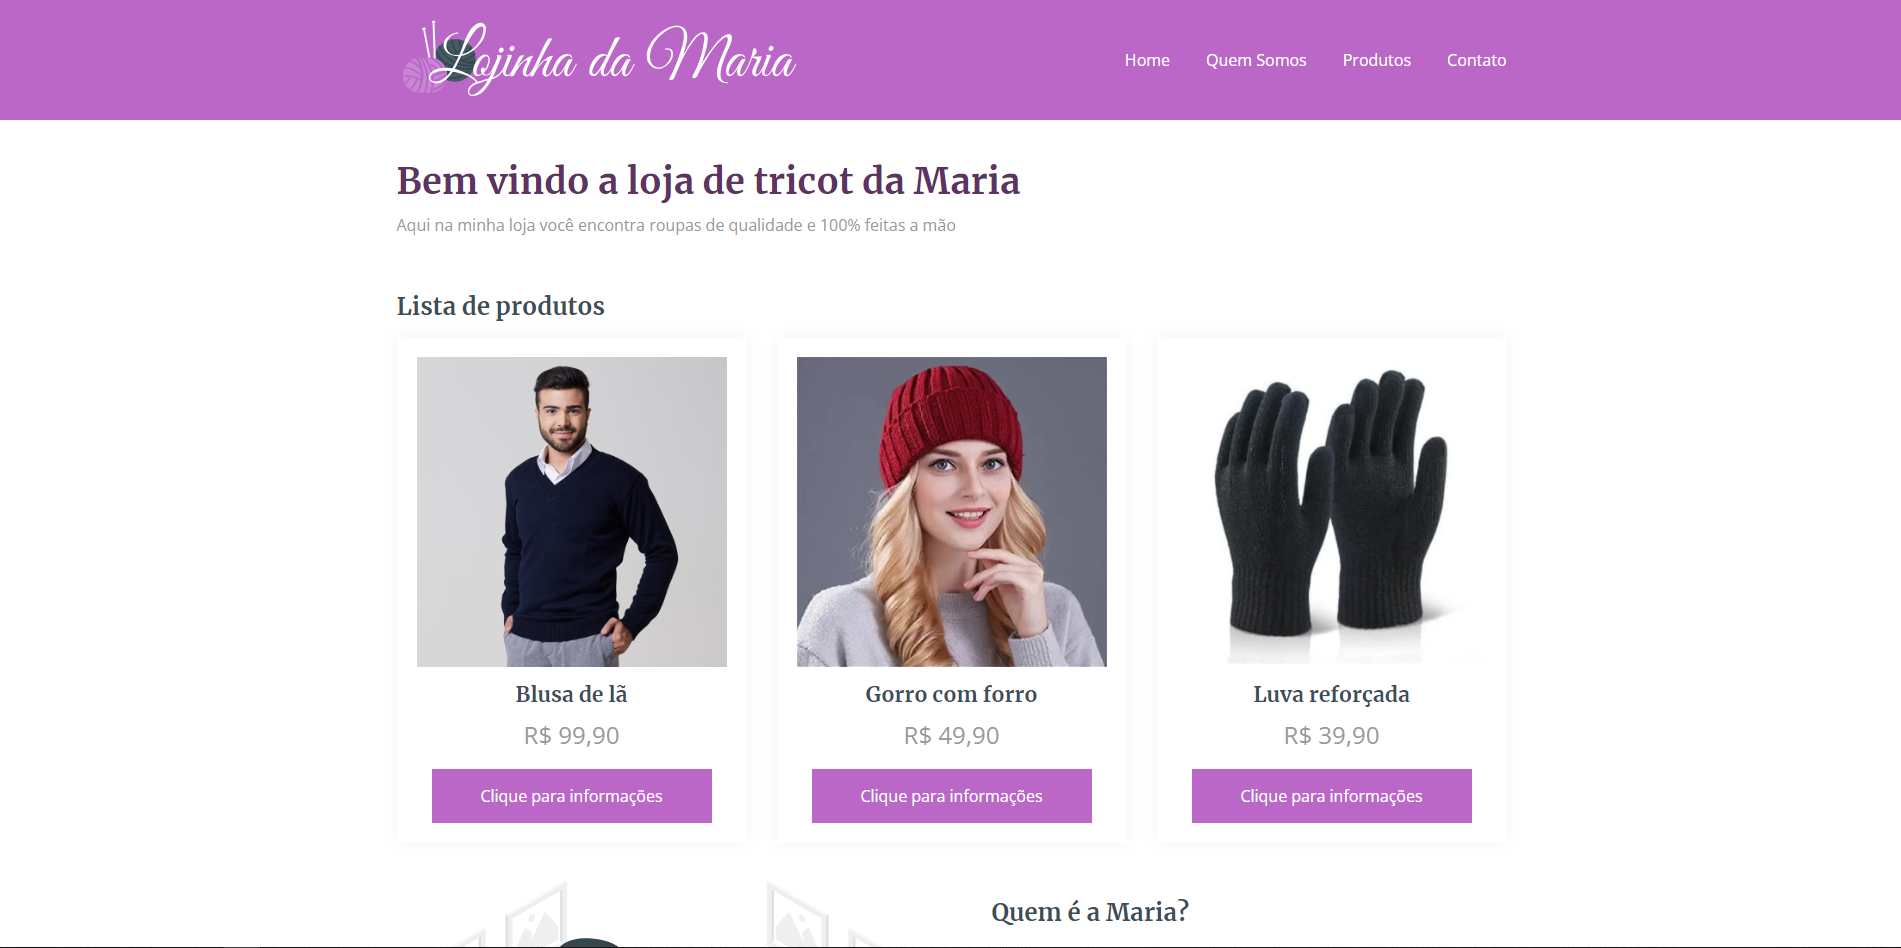 Lojinha da Maria
Home Quem Somos Produtos Contato
Bem vindo a loja de tricot da Maria
Aqui na minha loja você encontra roupas de qualidade e 100% feitas a mão
Lista de produtos
Blusa de lã
R$ 99,90
Clique para informações
Gorro com forro
R$ 49,90
Clique para informações
Luva reforçada
R$ 39,90
Clique para informações
Quem é a Maria?